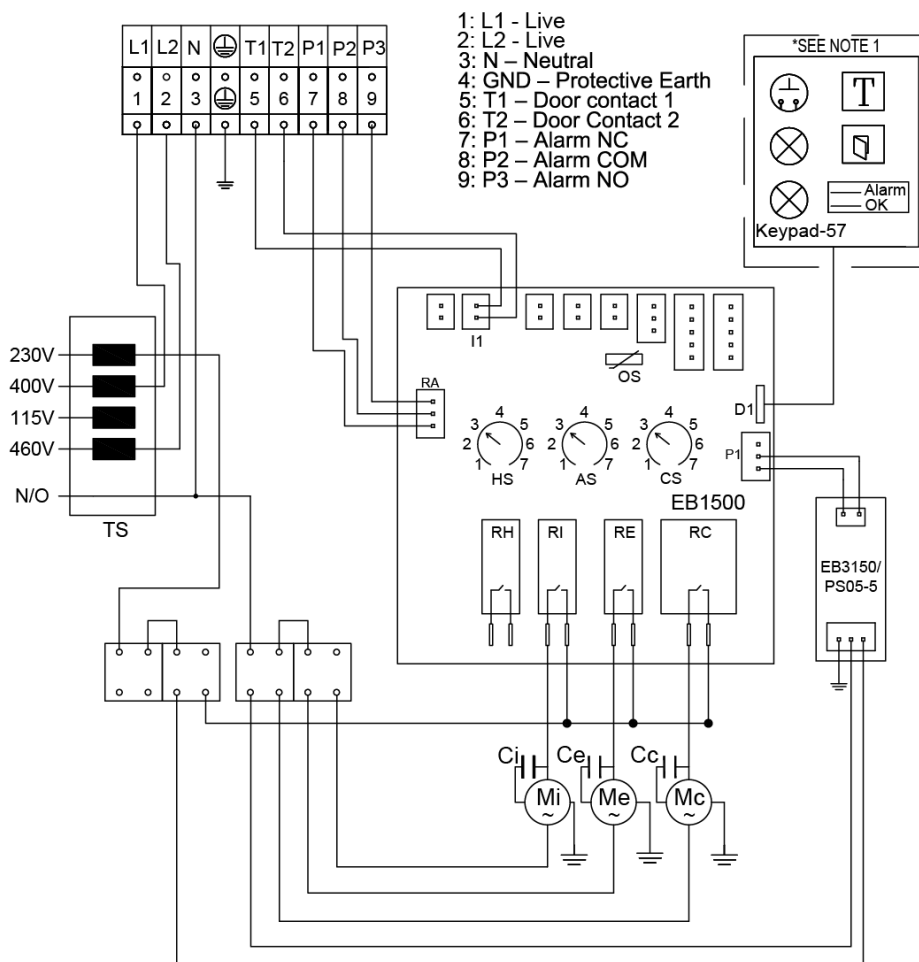 L1 L2 N T1 T2 P1 P2 P3
1 2 3 5 6 7 8 9
1: L1 - Live
2: L2 - Live
3: N – Neutral
4: GND – Protective Earth
5: T1 – Door contact 1
6: T2 – Door Contact 2
7: P1 – Alarm NC
8: P2 – Alarm COM
9: P3 – Alarm NO
*SEE NOTE 1
T
Alarm
OK
Keypad-57
I1
OS
RA
D1
P1
230V
400V
115V
460V
N/O
TS
1 2 3 4 5 6 7
HS
1 2 3 4 5 6 7
AS
1 2 3 4 5 6 7
CS
EB1500
RH RI RE RC
EB3150/
PS05-5
Ci Ce Cc
Mi Me Mc
~ ~ ~